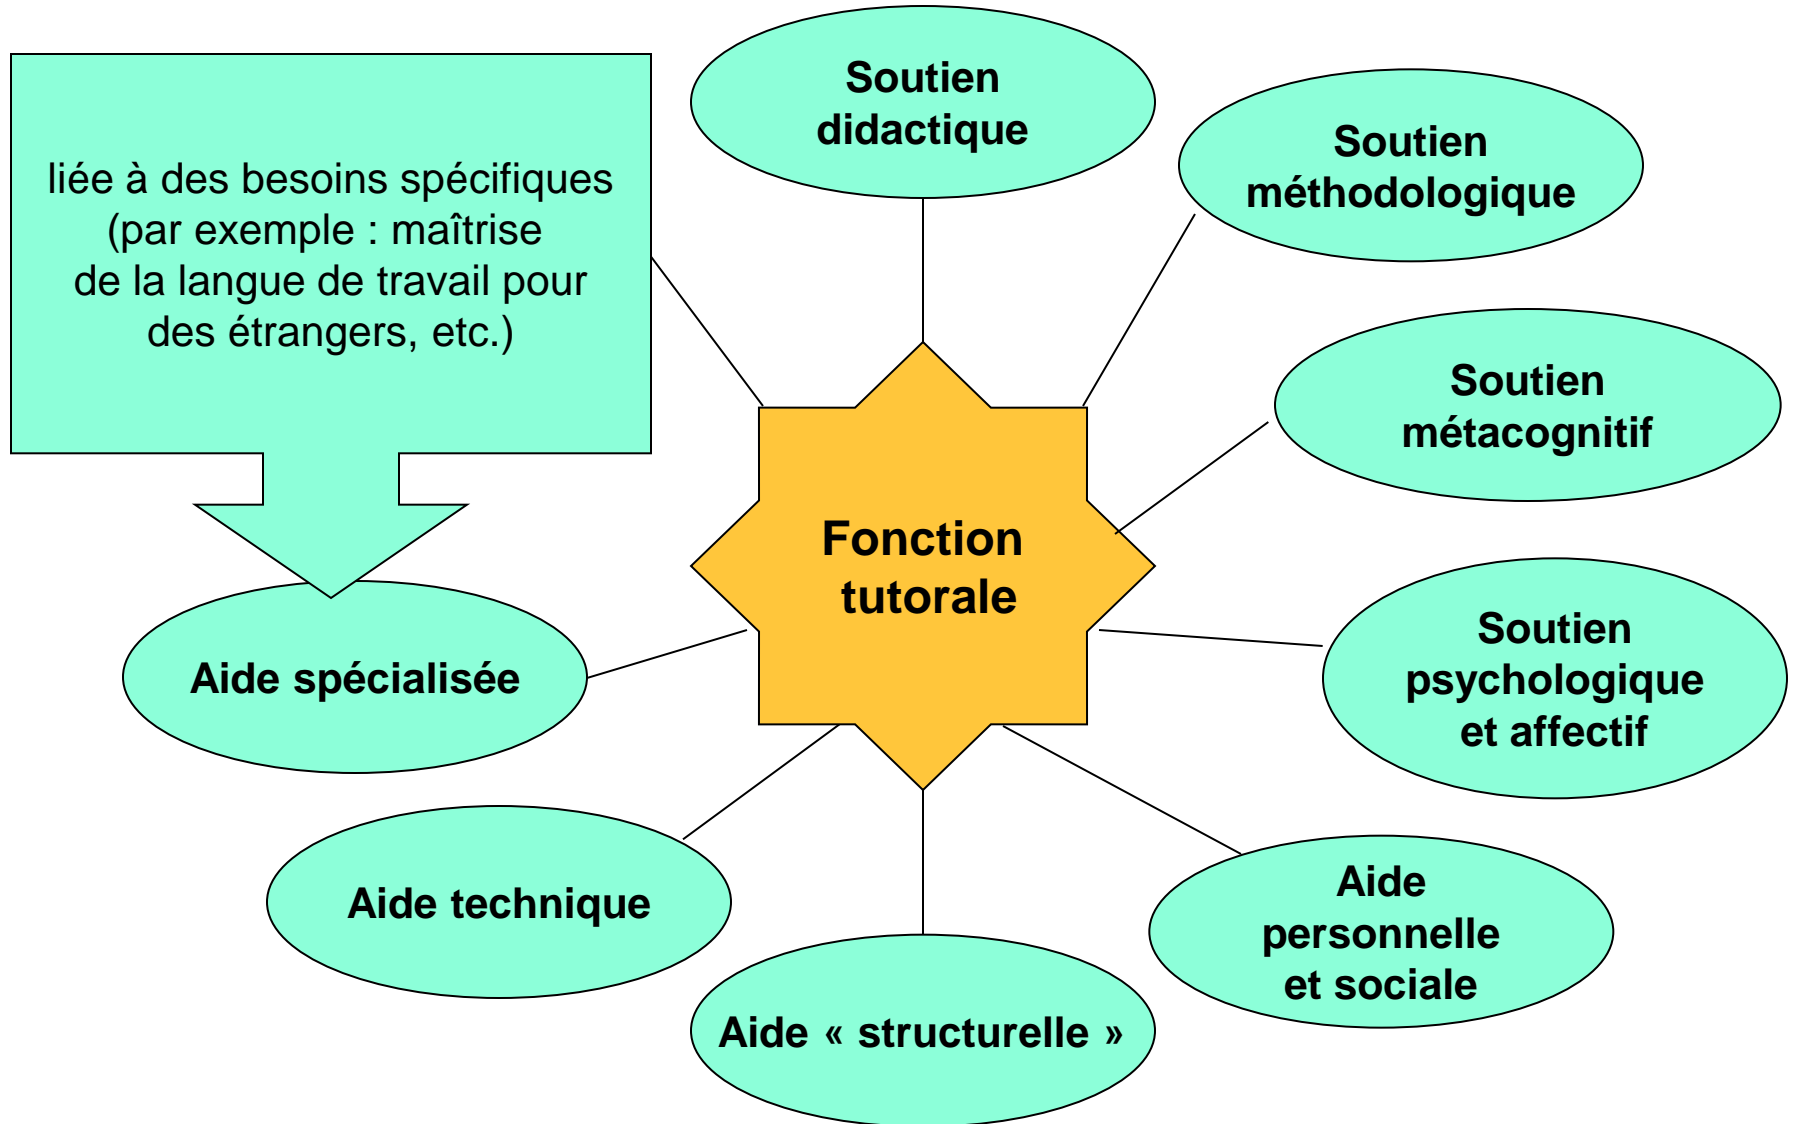 Soutien
didactique
Soutien
méthodologique
liée à des besoins spécifiques
(par exemple : maîtrise
de la langue de travail pour
des étrangers, etc.)
Soutien
métacognitif
Fonction
tutorale
Soutien
psychologique
et affectif
Aide spécialisée
Aide technique
Aide
personnelle
et sociale
Aide « structurelle »